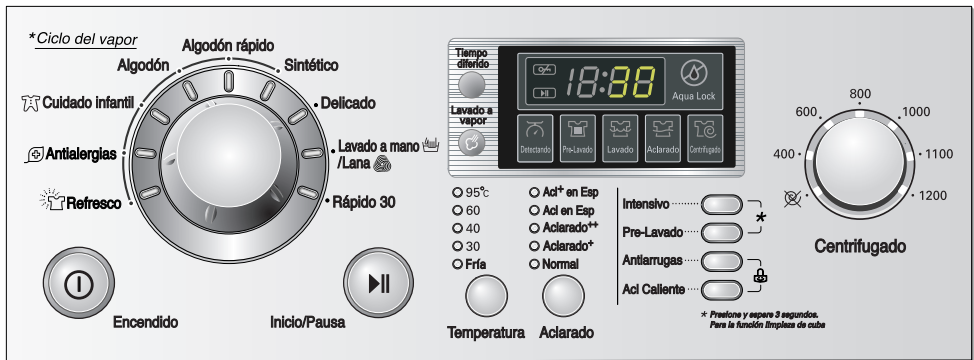 *Ciclo del vapor
Algodón rápido
Algodón
Sintético
Cuidado infantil
Delicado
Antialergias
Lavado a mano
/Lana
Refresco
Rápido 30
Encendido
Inicio/Pausa
Tiempo
diferido
Lavado a
vapor
18:30
Aqua Lock
Detectando
Pre-Lavado
Lavado
Aclarado
Centrifugado
95°c
60
40
30
Fría
Temperatura
Acl+ en Esp
Acl en Esp
Aclarado++
Aclarado+
Normal
Aclarado
Intensivo
Pre-Lavado
*
Antiarrugas
Acl Caliente
* Presione y espere 3 segundos.
Para la función limpieza de cuba
400
600
800
1000
1100
1200
Centrifugado